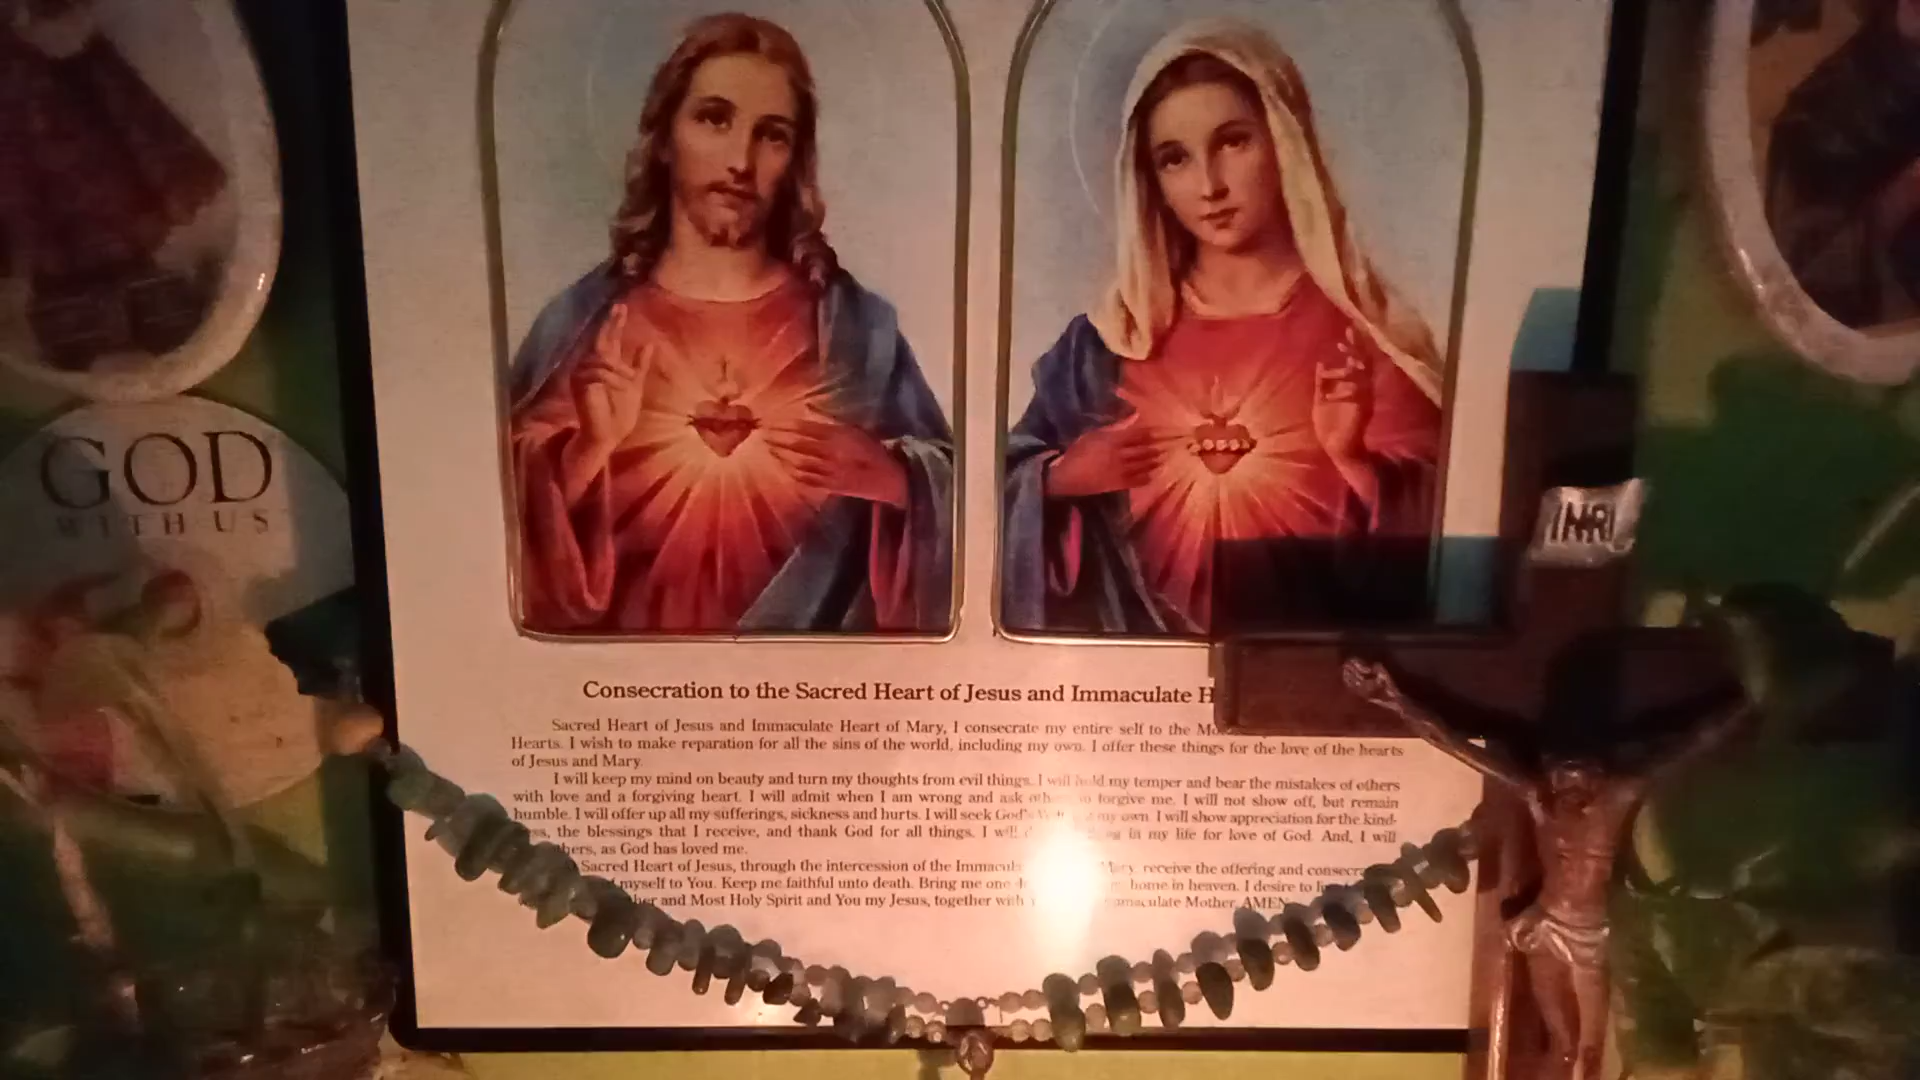 GOD
WITH US
INRI
Consecration to the Sacred Heart of Jesus and Immaculate H
Sacred Heart of Jesus and Immaculate Heart of Mary, I consecrate my entire self to the
Hearts. I wish to make reparation for all the sins of the world, including my own. I offer these things for the love of the hearts
of Jesus and Mary.
I will keep my mind on beauty and turn my thoughts from evil things. I will hold my temper and bear the mistakes of others
with love and a forgiving heart. I will admit when I am wrong and ask forgive me. I will not show off, but remain
humble. I will offer up all my sufferings, sickness and hurts. I will seek God's my own. I will show appreciation for the kind-
ess, the blessings that I receive, and thank God for all things. I will in my life for love of God. And, I will
hers, as God has loved me.
Sacred Heart of Jesus, through the intercession of the Immacul Mary, receive the offering and consecra
myself to You. Keep me faithful unto death. Bring me one home in heaven. I desire to
her and Most Holy Spirit and You my Jesus, together with maculate Mother. AMEN